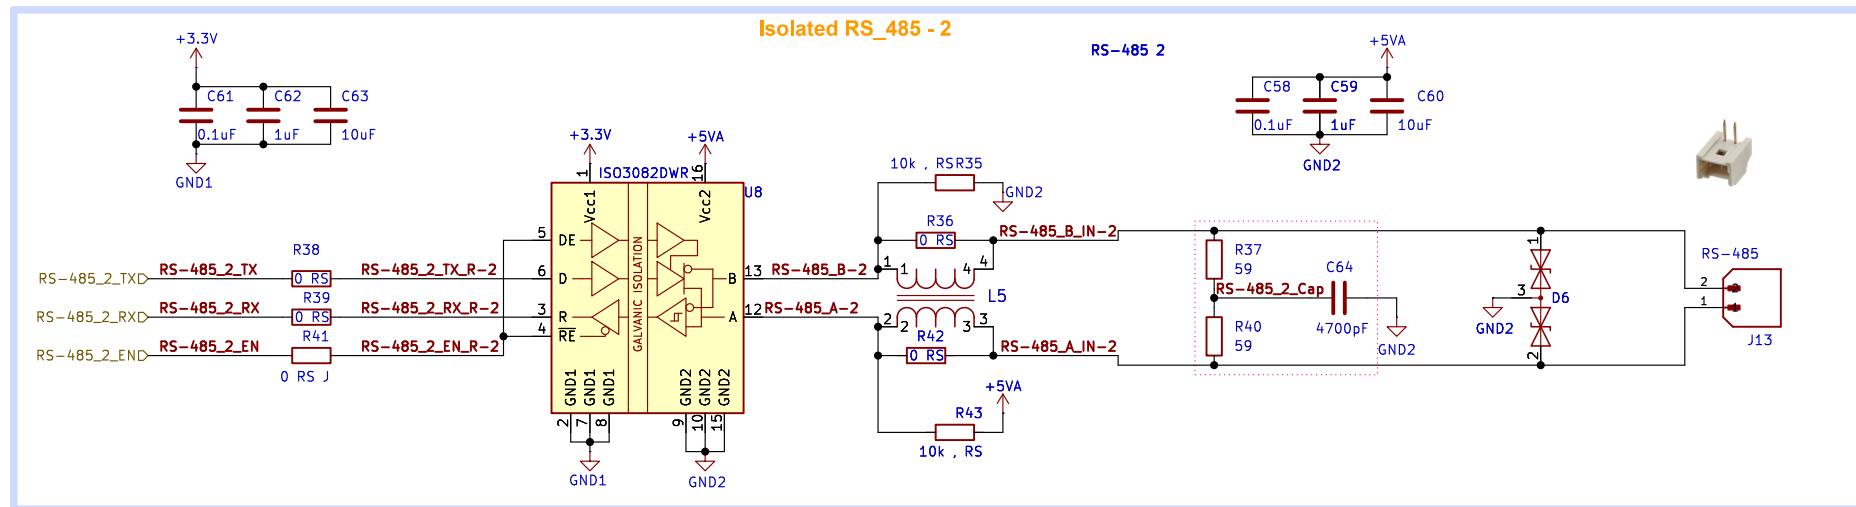 Isolated RS_485 - 2
RS-485 2
+3.3V
C61
C62
C63
0.1uF
1uF
10uF
GND1
+5VA
C58
C59
C60
0.1uF
1uF
10uF
GND2
+3.3V
+5VA
1
16
ISO3082DWR
U8
Vcc1
Vcc2
GALVANIC ISOLATION
5
DE
6
D
3
R
4
RE
13
B
12
A
GND1
GND1
GND1
GND2
GND2
GND2
2
7
8
9
10
15
GND1
GND2
R38
RS-485_2_TX
RS-485_2_TX
0 RS
RS-485_2_TX_R-2
R39
RS-485_2_RX
RS-485_2_RX
0 RS
RS-485_2_RX_R-2
R41
RS-485_2_EN
RS-485_2_EN
RS-485_2_EN_R-2
0 RS J
RS-485_B-2
RS-485_A-2
10k , RS
R35
GND2
R36
0 RS
RS-485_B_IN-2
1
1
4
4
L5
2
2
3
3
R42
0 RS
RS-485_A_IN-2
+5VA
R43
10k , RS
R37
59
C64
RS-485_2_Cap
4700pF
R40
59
GND2
1
3
D6
2
GND2
RS-485
2
2
1
1
J13